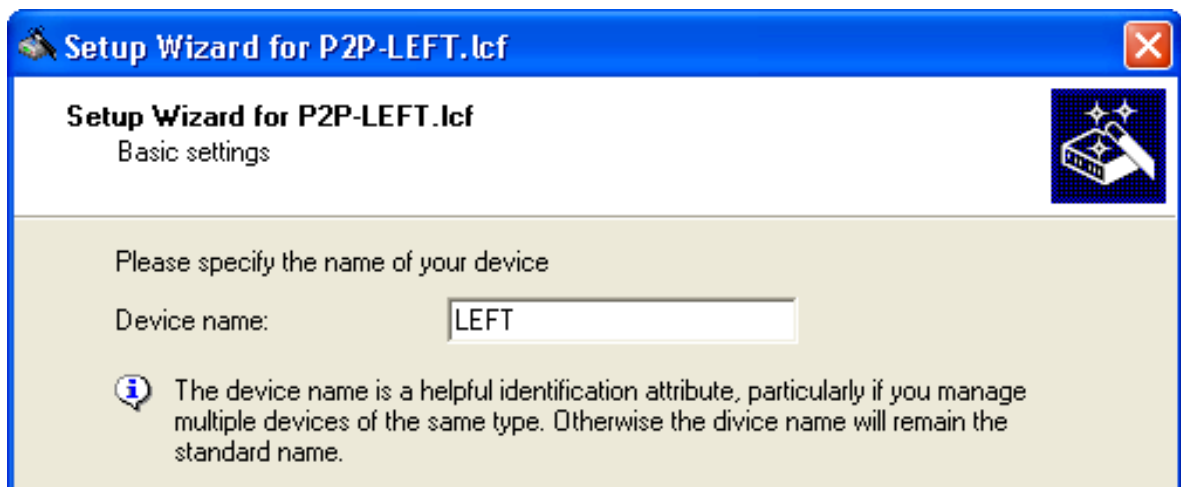 Setup Wizard for P2P-LEFT.lcf
Setup Wizard for P2P-LEFT.lcf
Basic settings
Please specify the name of your device
Device name: LEFT
The device name is a helpful identification attribute, particularly if you manage
multiple devices of the same type. Otherwise the divice name will remain the
standard name.